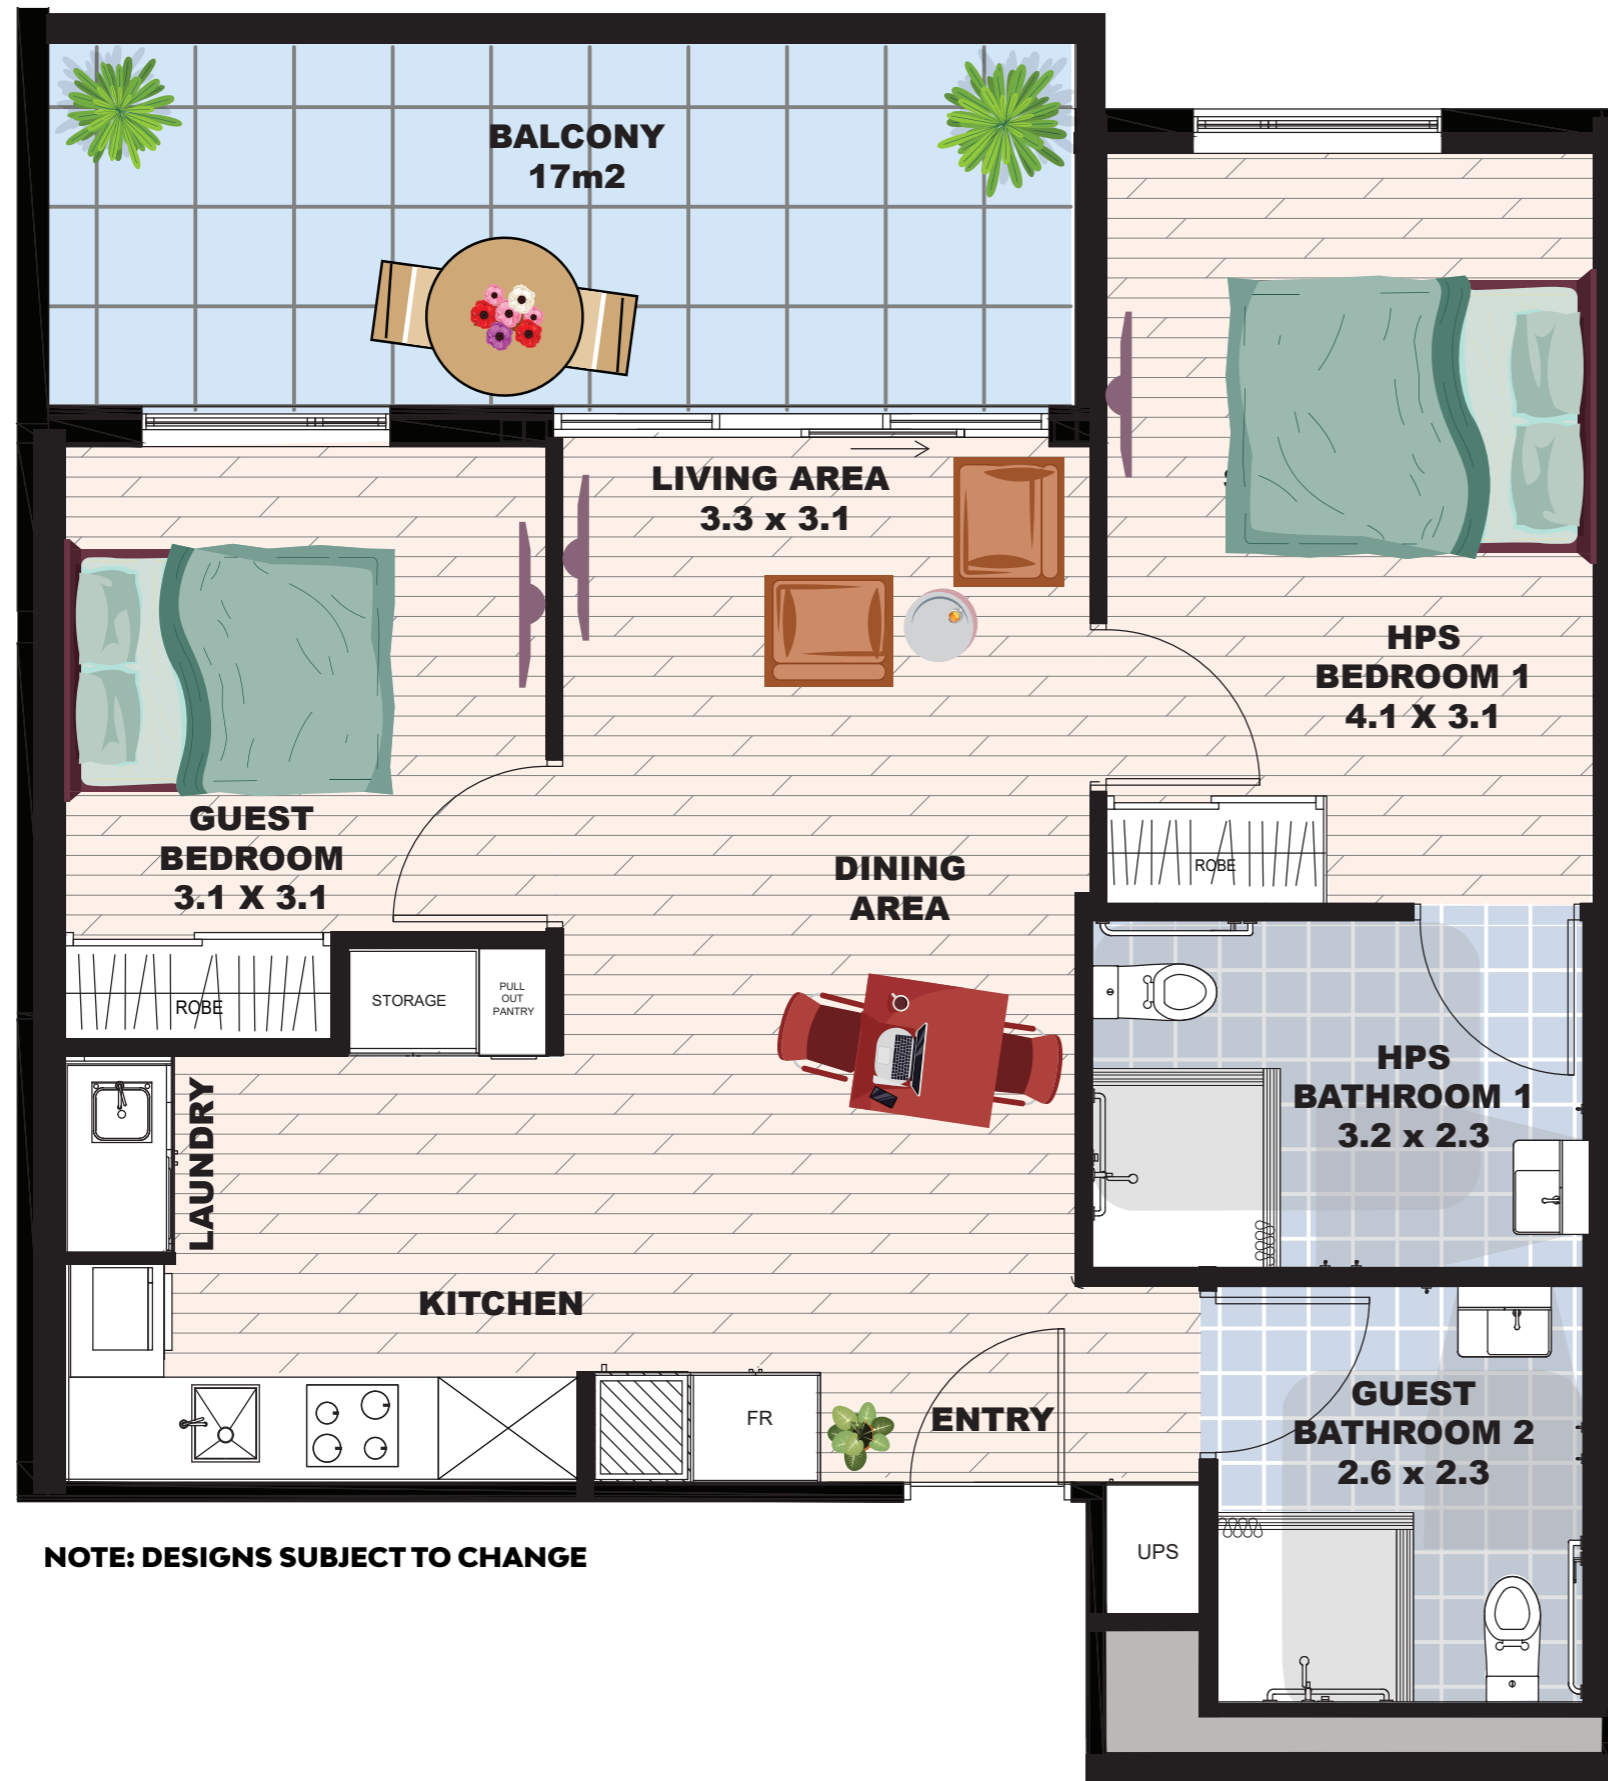 BALCONY
17m2
LIVING AREA
3.3 x 3.1
HPS
BEDROOM 1
4.1 X 3.1
GUEST
BEDROOM
3.1 X 3.1
DINING
AREA
ROBE
ROBE
STORAGE
PULL
OUT
PANTRY
HPS
BATHROOM 1
3.2 x 2.3
LAUNDRY
KITCHEN
FR
ENTRY
GUEST
BATHROOM 2
2.6 x 2.3
UPS
NOTE: DESIGNS SUBJECT TO CHANGE